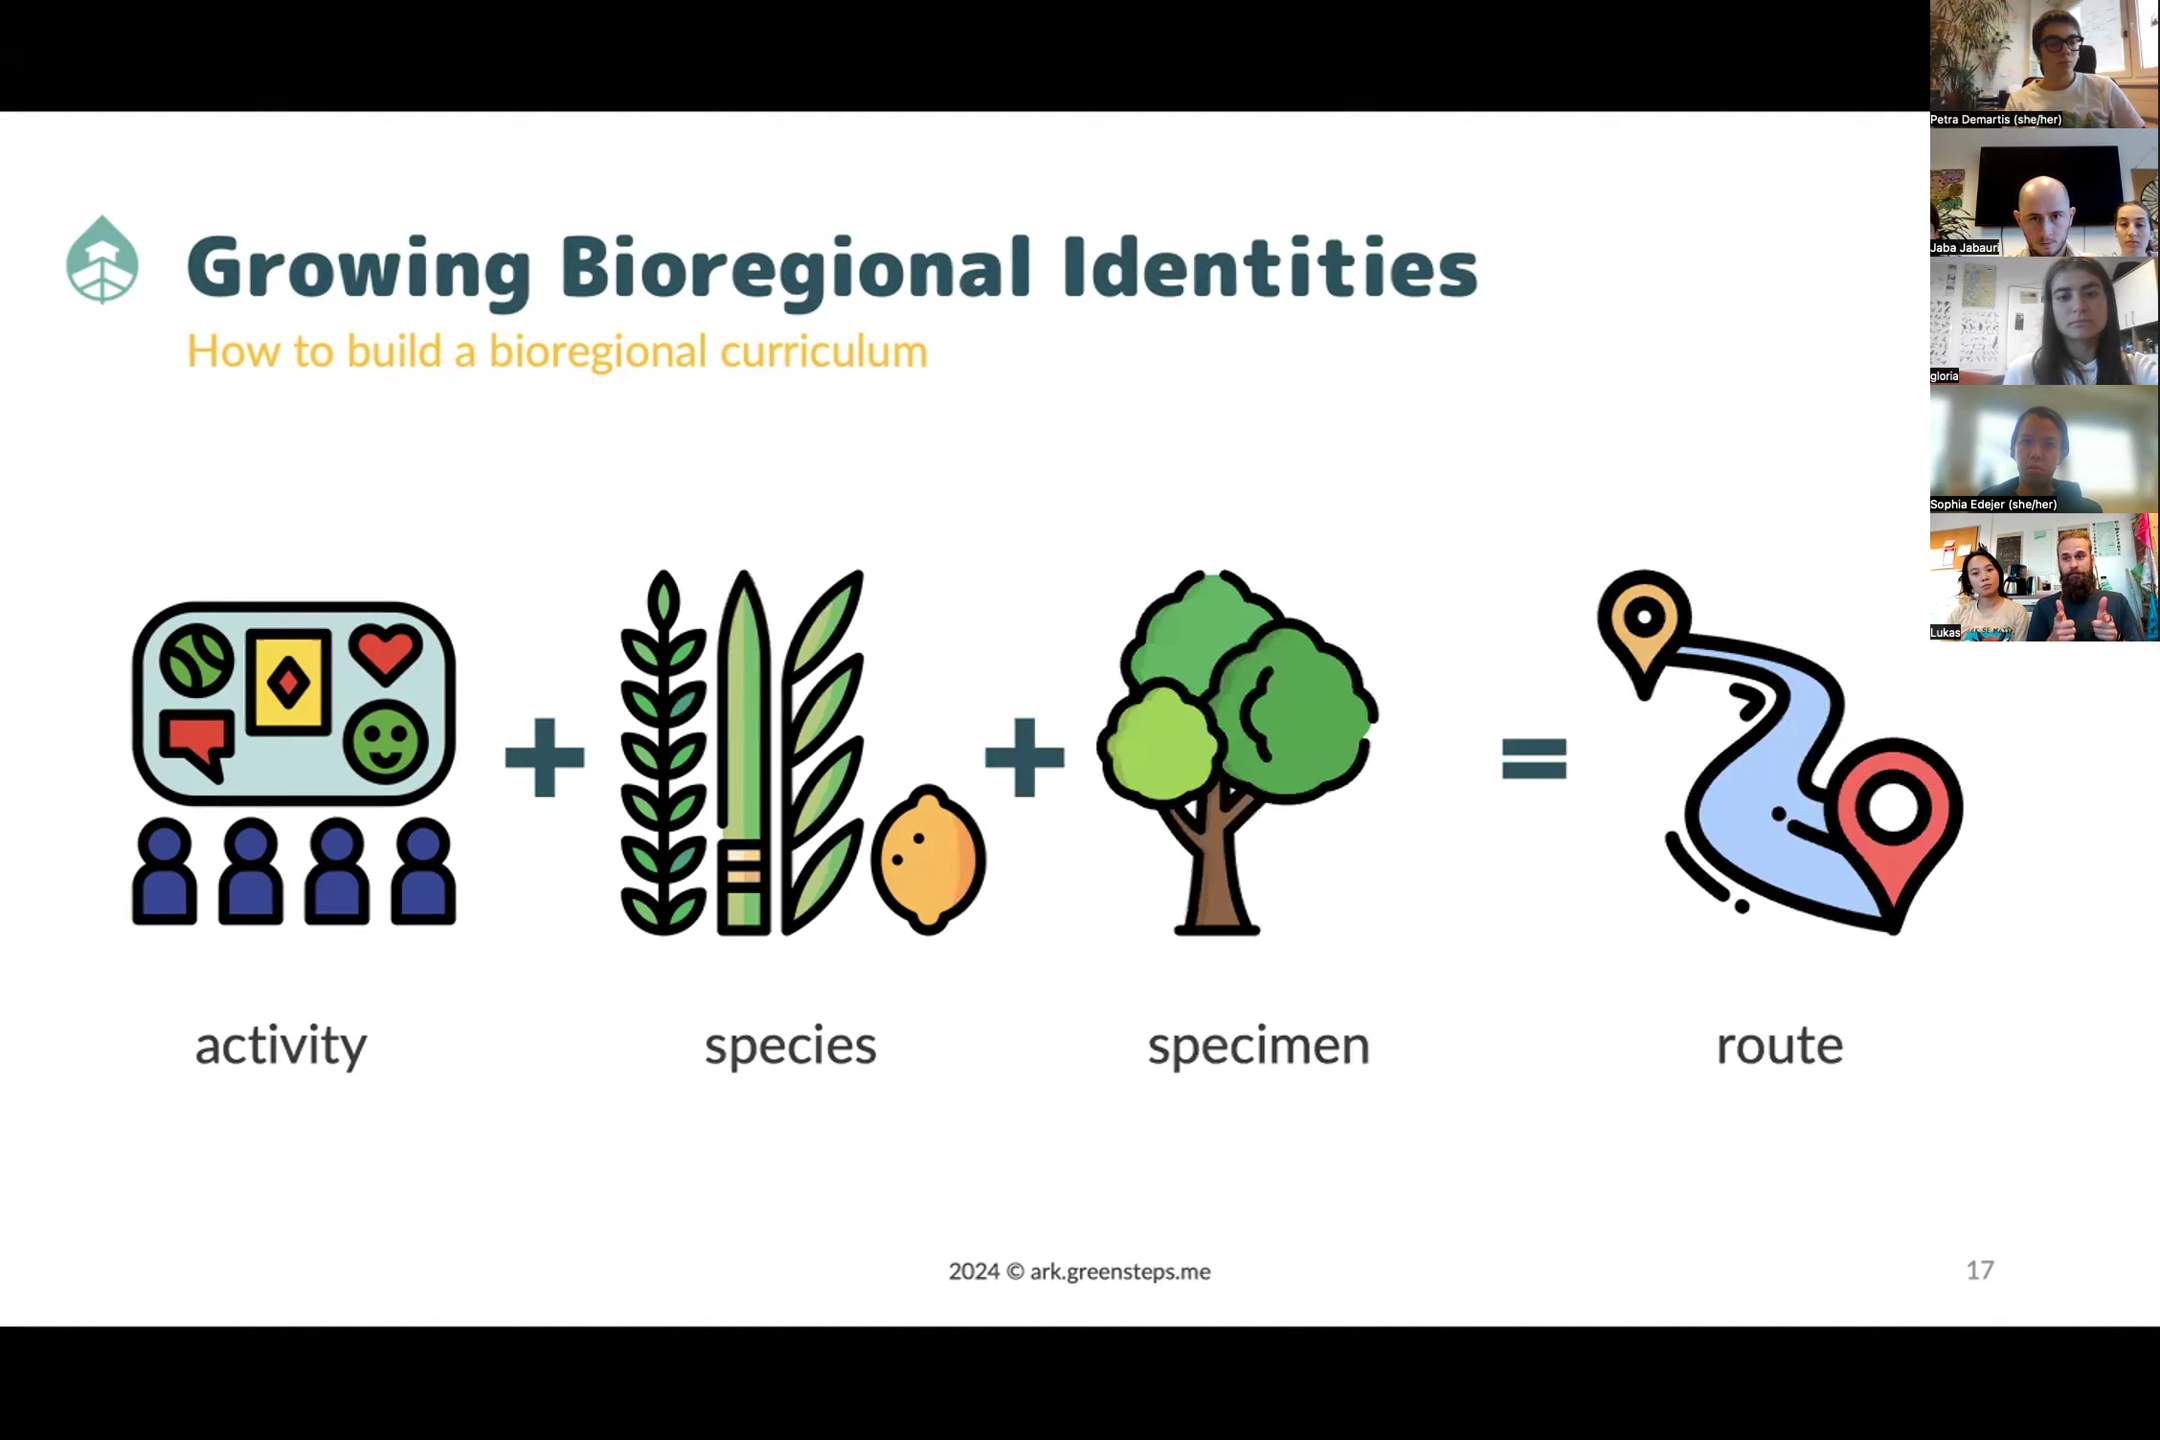 Growing Bioregional Identities
How to build a bioregional curriculum
+
+
=
activity
species
specimen
route
2024 © ark.greensteps.me
17
Petra Demartis (she/her)
Jaba Jabauri
gloria
Sophia Edejer (she/her)
Lukas